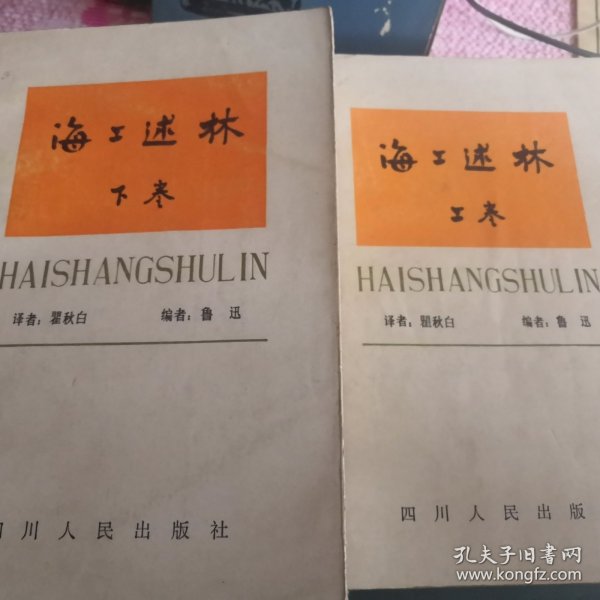 海上述林
下卷
HAISHANGSHULIN
译者：瞿秋白 编者：鲁迅
四川人民出版社
海上述林
上卷
HAISHANGSHULIN
译者：瞿秋白 编者：鲁迅
四川人民出版
孔夫子旧书网
www.kongfz.com